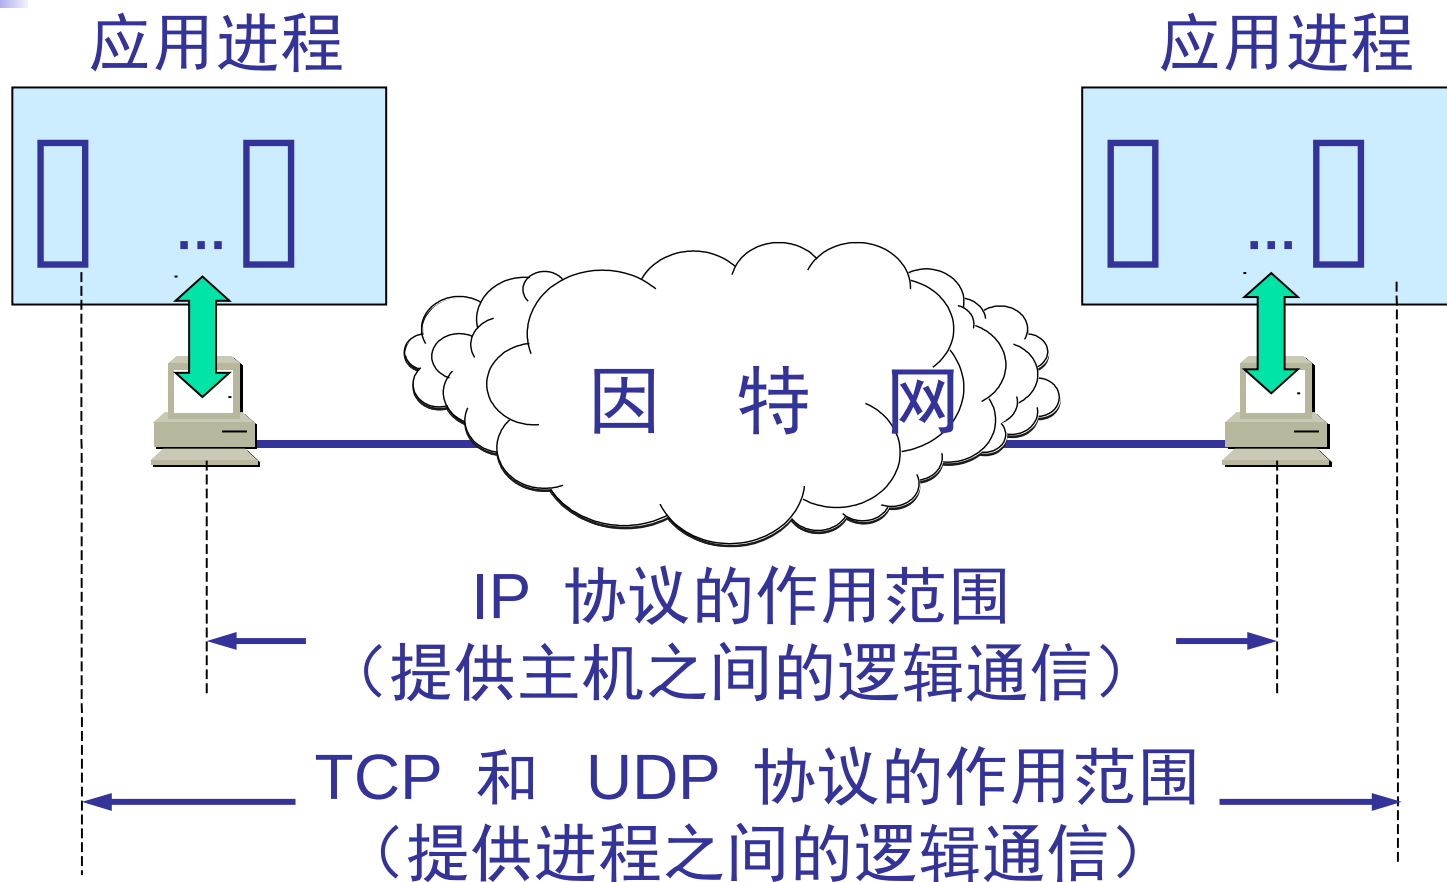 应用进程 应用进程
… …
因 特 网
IP 协议的作用范围
（提供主机之间的逻辑通信）
TCP 和 UDP 协议的作用范围
（提供进程之间的逻辑通信）